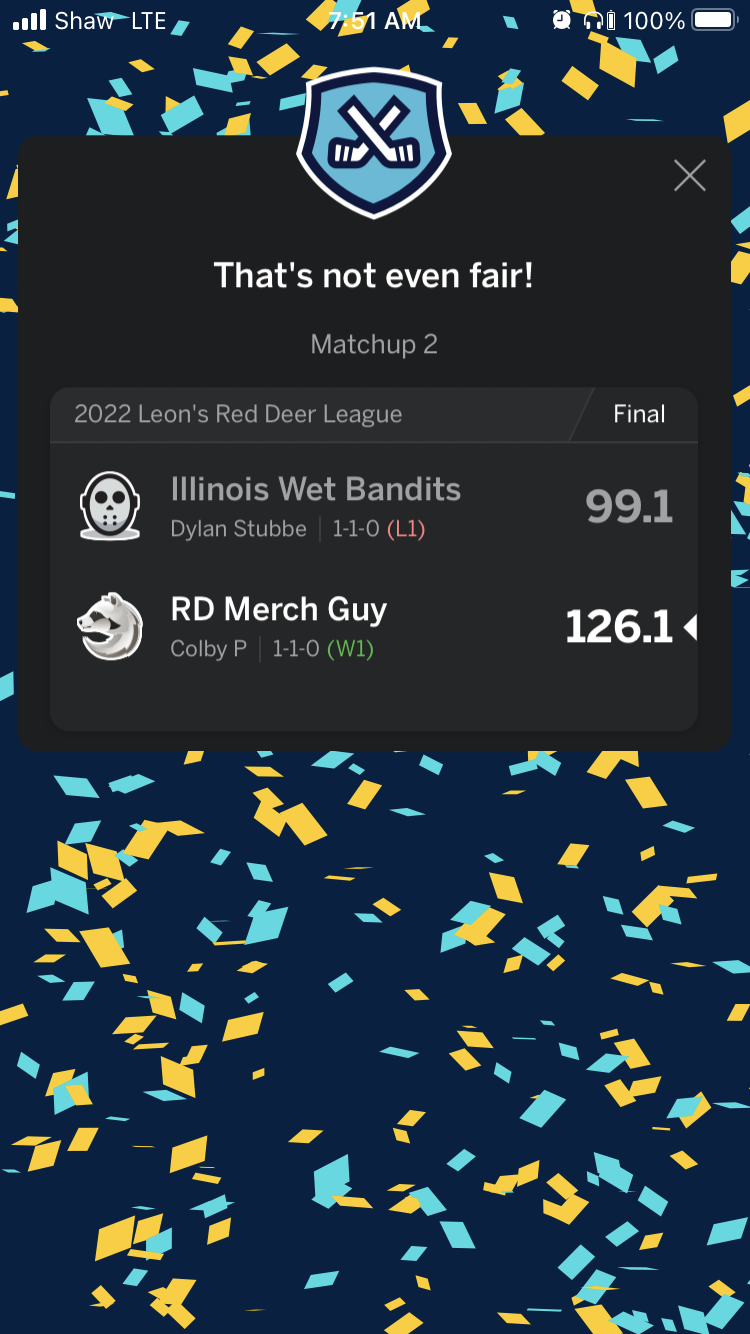 Shaw LTE 7:51 AM 100%
That's not even fair!
Matchup 2
2022 Leon's Red Deer League Final
Illinois Wet Bandits 99.1
Dylan Stubbe | 1-1-0 (L1)
RD Merch Guy 126.1
Colby P | 1-1-0 (W1)